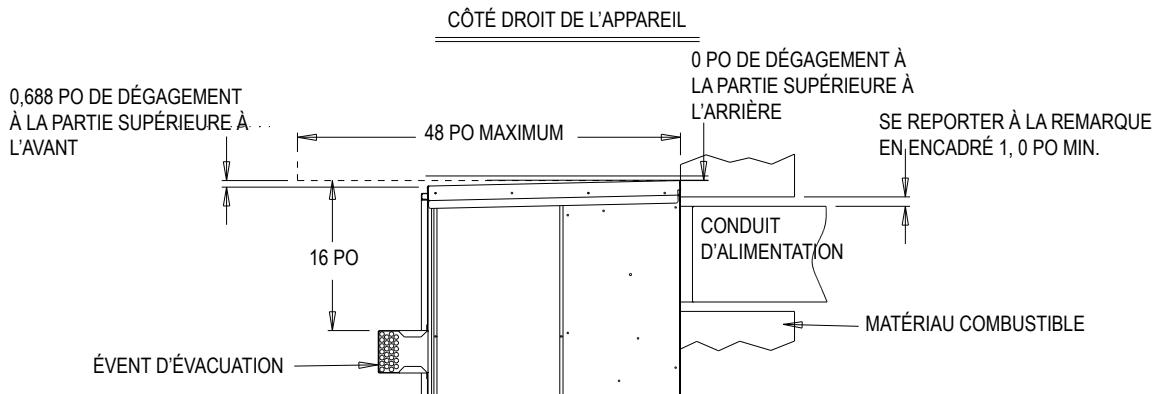 CÔTÉ DROIT DE L'APPAREIL
0 PO DE DÉGAGEMENT À
LA PARTIE SUPÉRIEURE À
L'ARRIÈRE
0,688 PO DE DÉGAGEMENT
À LA PARTIE SUPÉRIEURE À
L'AVANT
48 PO MAXIMUM
SE REPORTER À LA REMARQUE
EN ENCADRÉ 1, 0 PO MIN.
CONDUIT
D'ALIMENTATION
16 PO
MATÉRIAU COMBUSTIBLE
ÉVENT D'ÉVACUATION